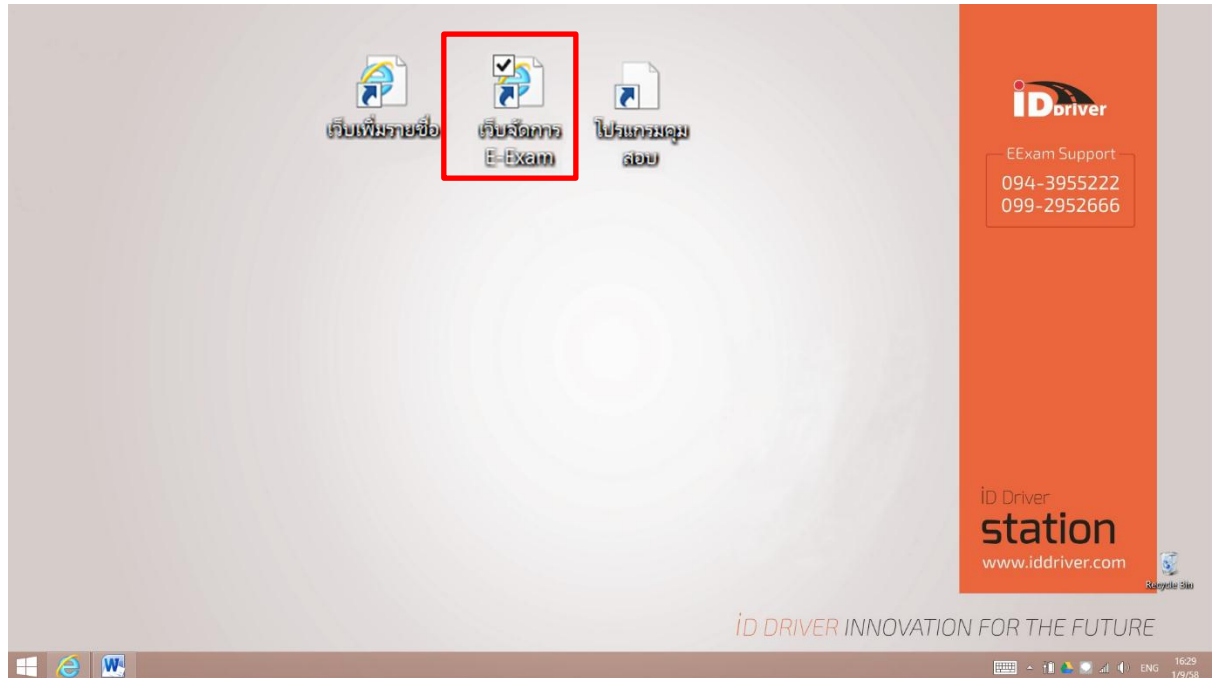 เว็บเพิ่มรายชื่อ
เว็บจัดการ
E-Exam
โปรแกรมคุม
สอบ
iDDriver
EExam Support
094-3955222
099-2952666
iD Driver
station
www.iddriver.com
Recycle Bin
iD DRIVER INNOVATION FOR THE FUTURE
ENG
16:29
1/9/58